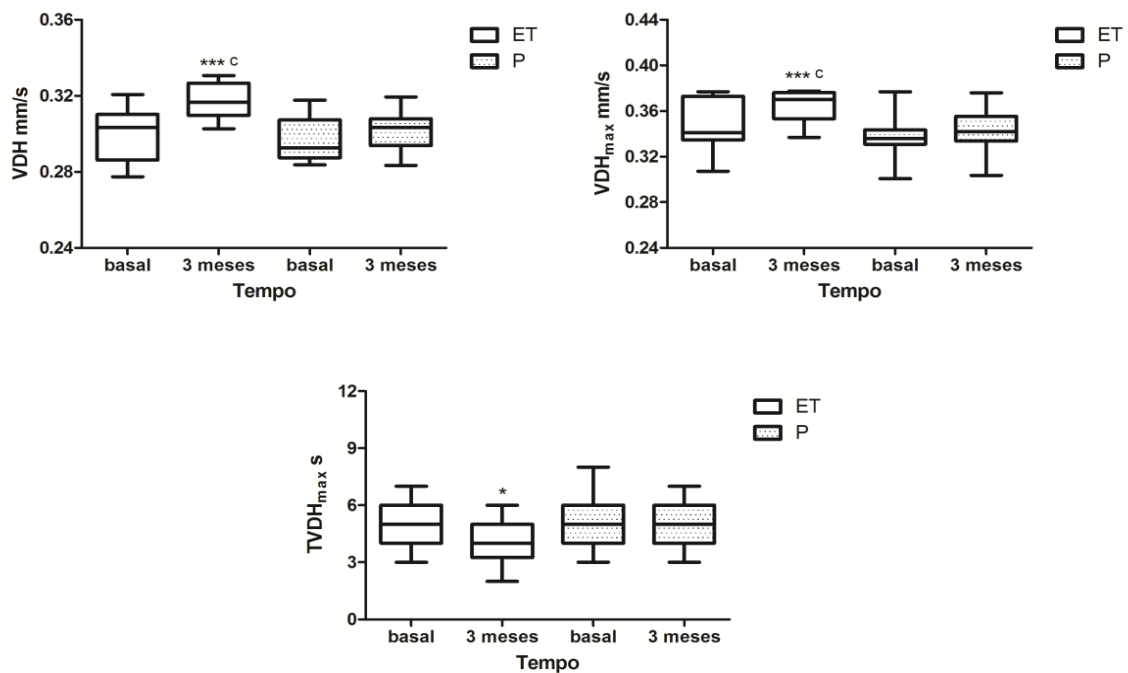 0.36
0.32
0.28
0.24
VDH mm/s
*** c
ET
P
basal 3 meses basal 3 meses
Tempo
0.44
0.40
0.36
0.32
0.28
0.24
VDHmax mm/s
*** c
ET
P
basal 3 meses basal 3 meses
Tempo
12
9
6
3
0
TVDHmax s
*
ET
P
basal 3 meses basal 3 meses
Tempo